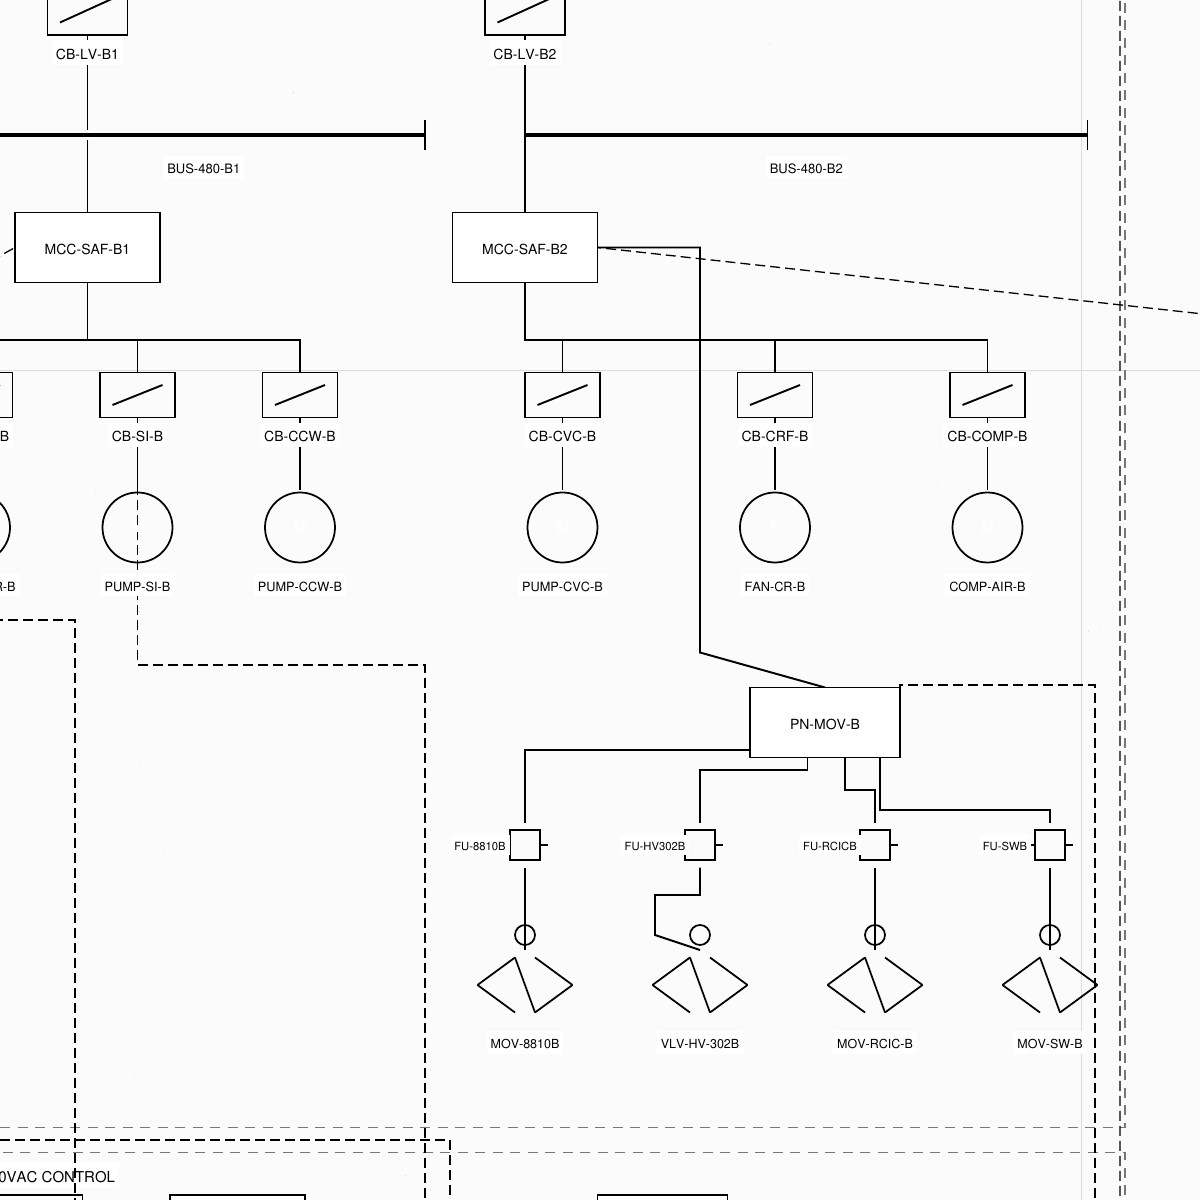 CB-LV-B1
CB-LV-B2
BUS-480-B1
BUS-480-B2
MCC-SAF-B1
MCC-SAF-B2
B
CB-SI-B
CB-CCW-B
CB-CVC-B
CB-CRF-B
CB-COMP-B
R-B
PUMP-SI-B
PUMP-CCW-B
PUMP-CVC-B
FAN-CR-B
COMP-AIR-B
PN-MOV-B
FU-8810B
FU-HV302B
FU-RCICB
FU-SWB
MOV-8810B
VLV-HV-302B
MOV-RCIC-B
MOV-SW-B
0VAC CONTROL